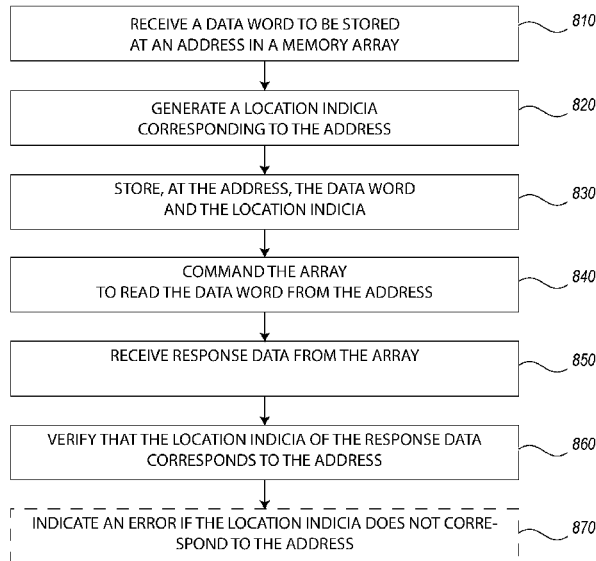 RECEIVE A DATA WORD TO BE STORED
AT AN ADDRESS IN A MEMORY ARRAY
810
GENERATE A LOCATION INDICIA
CORRESPONDING TO THE ADDRESS
820
STORE, AT THE ADDRESS, THE DATA WORD
AND THE LOCATION INDICIA
830
COMMAND THE ARRAY
TO READ THE DATA WORD FROM THE ADDRESS
840
RECEIVE RESPONSE DATA FROM THE ARRAY
850
VERIFY THAT THE LOCATION INDICIA OF THE RESPONSE DATA
CORRESPONDS TO THE ADDRESS
860
INDICATE AN ERROR IF THE LOCATION INDICIA DOES NOT CORRE-
SPOND TO THE ADDRESS
870